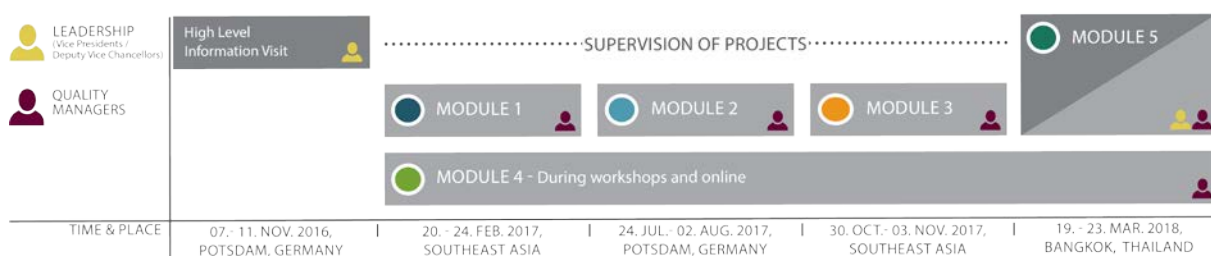 LEADERSHIP
(Vice Presidents /
Deputy Vice Chancellors)
High Level
Information Visit
SUPERVISION OF PROJECTS
MODULE 5
QUALITY
MANAGERS
MODULE 1
MODULE 2
MODULE 3
MODULE 4 - During workshops and online
TIME & PLACE
07.- 11. NOV. 2016,
POTSDAM, GERMANY
20. - 24. FEB. 2017,
SOUTHEAST ASIA
24. JUL.- 02. AUG. 2017,
POTSDAM, GERMANY
30. OCT.- 03. NOV. 2017,
SOUTHEAST ASIA
19. - 23. MAR. 2018,
BANGKOK, THAILAND